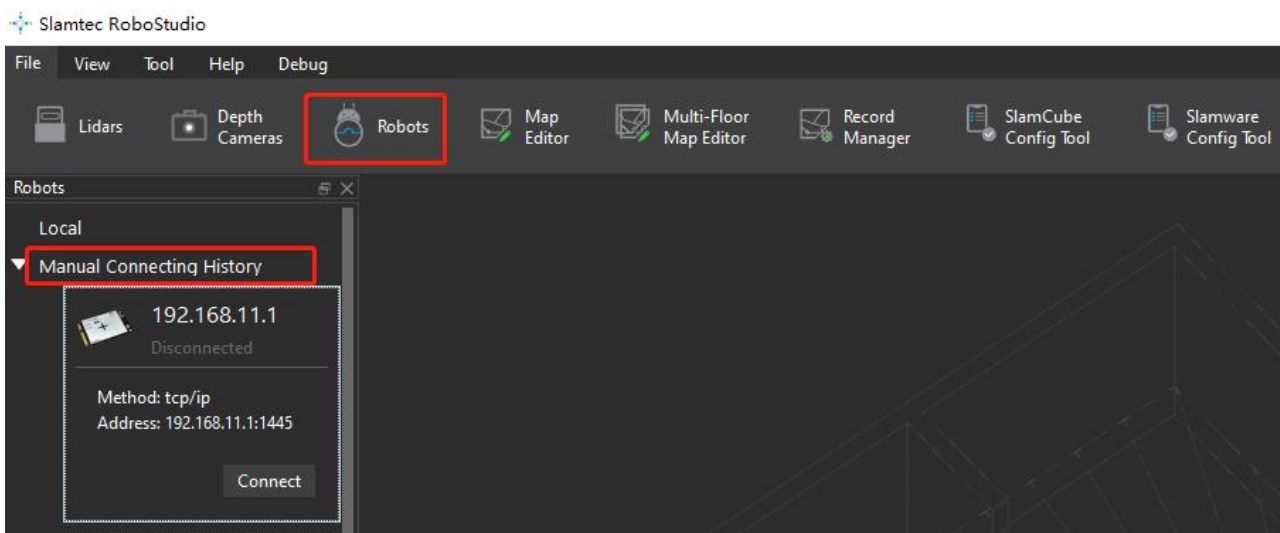 Slamtec RoboStudio
File View Tool Help Debug
Lidars
Depth
Cameras
Robots
Map
Editor
Multi-Floor
Map Editor
Record
Manager
SlamCube
Config Tool
Slamware
Config Tool
Robots
Local
Manual Connecting History
192.168.11.1
Disconnected
Method: tcp/ip
Address: 192.168.11.1:1445
Connect